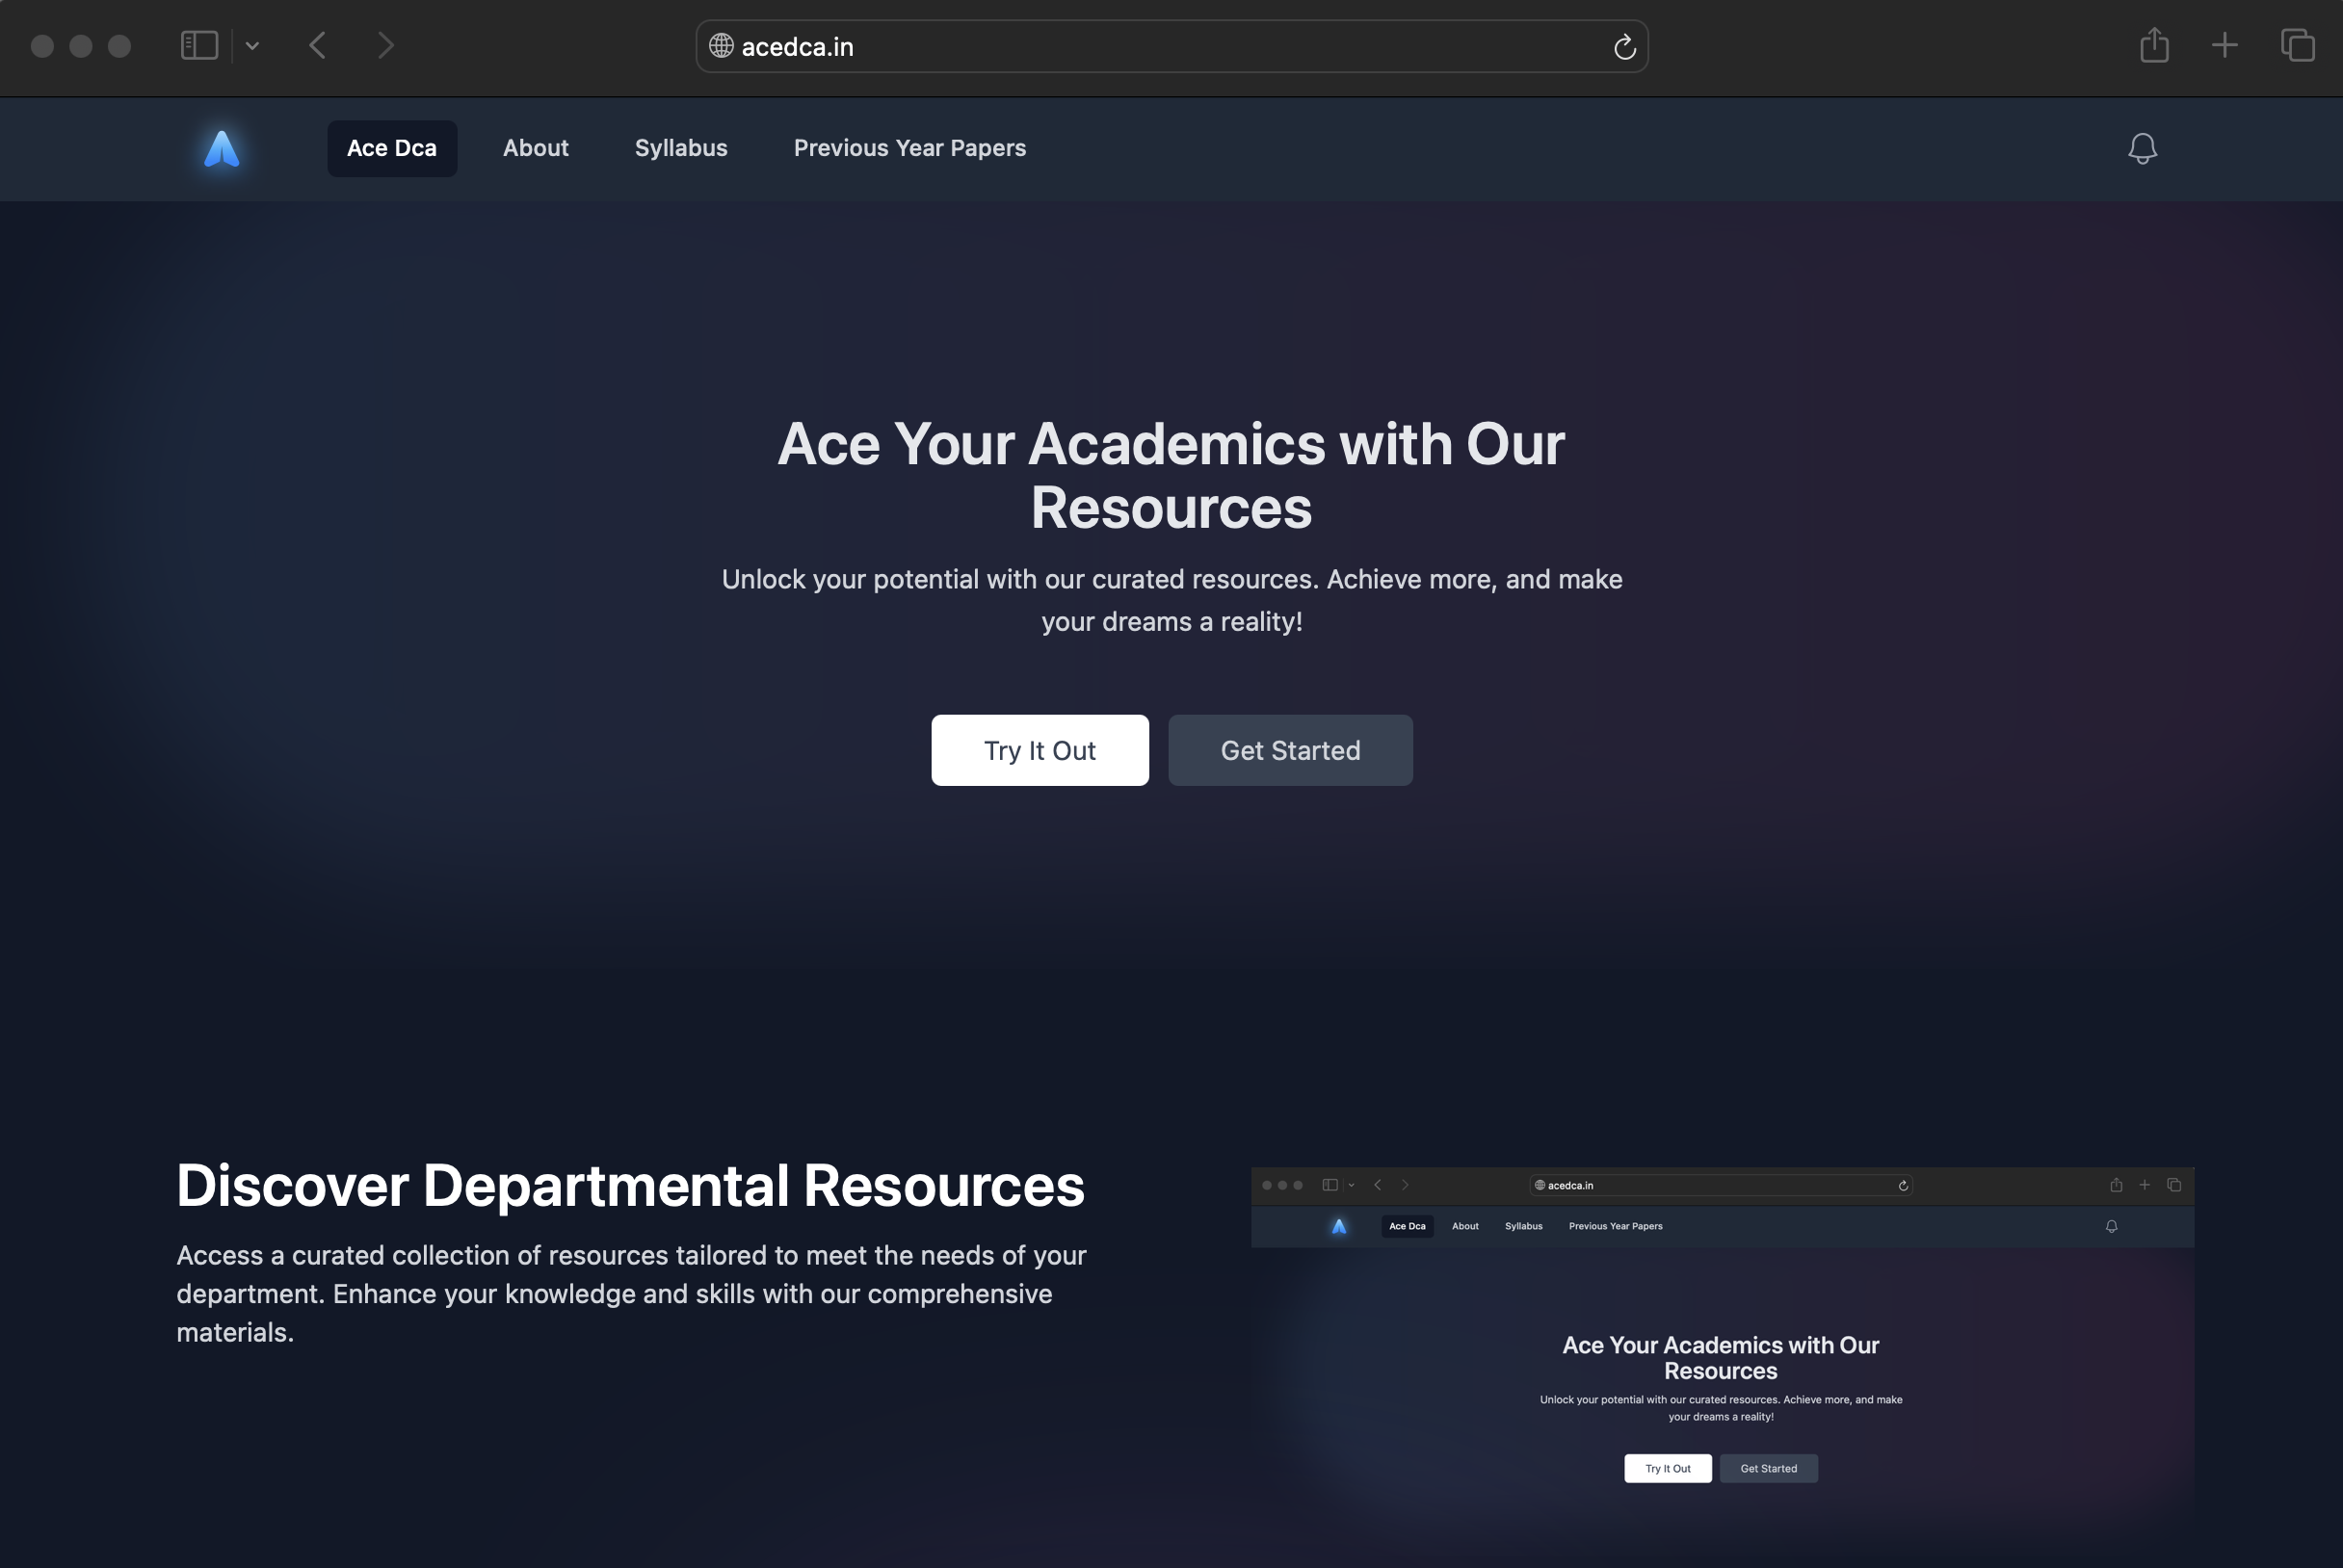 acedca.in
Ace Dca
About
Syllabus
Previous Year Papers
Ace Your Academics with Our
Resources
Unlock your potential with our curated resources. Achieve more, and make
your dreams a reality!
Try It Out
Get Started
Discover Departmental Resources
Access a curated collection of resources tailored to meet the needs of your
department. Enhance your knowledge and skills with our comprehensive
materials.
acedca.in
Ace Dca
About
Syllabus
Previous Year Papers
Ace Your Academics with Our
Resources
Unlock your potential with our curated resources. Achieve more, and make
your dreams a reality!
Try It Out
Get Started